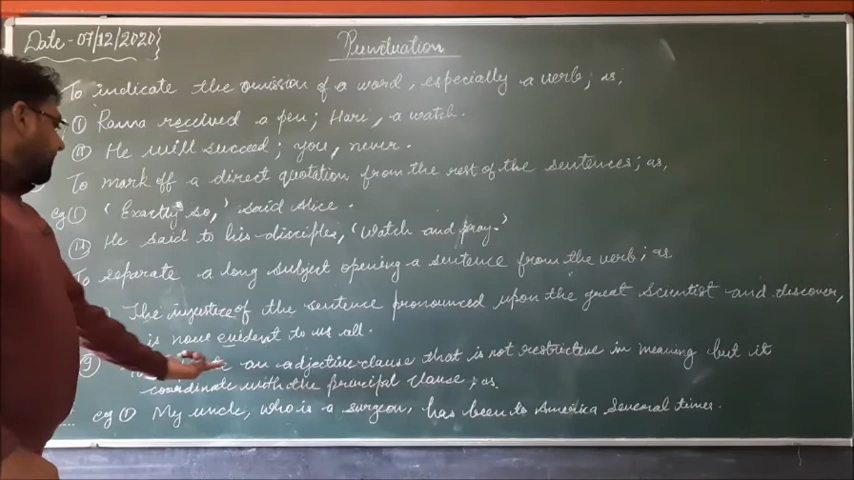 Date - 07/12/2020
Punctuation
To indicate the omission of a word, especially a verb; as,
(i) Rama received a pen; Hari, a watch.
(ii) He will succeed; you, never.
To mark off a direct quotation from the rest of the sentences; as,
eg (i) 'Exactly so,' said Alice.
(ii) He said to his disciples, 'Watch and pray.'
To separate a long subject opening a sentence from the verb; as
The injustice of the sentence pronounced upon the great Scientist and discover,
is now evident to us all.
(9) an adjective clause that is not restrictive in meaning but it
coordinate with the principal clause; as.
eg (i) My uncle, who is a surgeon, has been to America Several times.